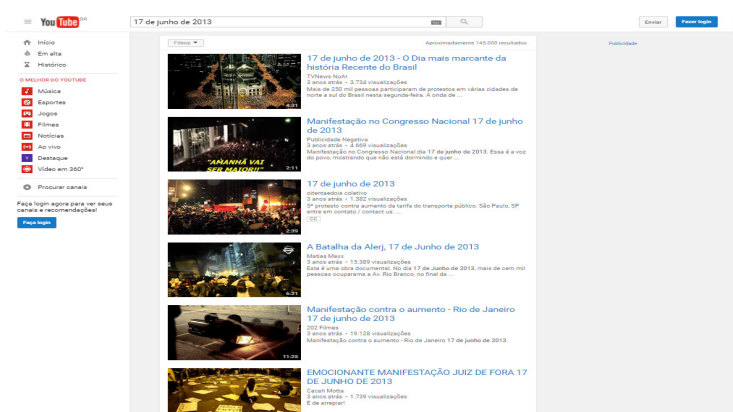 YouTube BR
17 de junho de 2013
Enviar
Fazer login
Início
Em alta
Histórico
O MELHOR DO YOUTUBE
Música
Esportes
Jogos
Filmes
Notícias
Ao vivo
Destaque
Vídeo em 360°
Procurar canais
Faça login agora para ver seus
canais e recomendações!
Faça login
Filtros
Aproximadamente 145.000 resultados
Publicidade
17 de junho de 2013 - O Dia mais marcante da
história Recente do Brasil
TVNews NoAr
3 anos atrás • 3.734 visualizações
Mais de 250 mil pessoas participaram de protestos em várias cidades de
norte a sul do Brasil nesta segunda-feira. A onda de ...
4:31
Manifestação no Congresso Nacional 17 de junho
de 2013
Publicidade Negativa
3 anos atrás • 4.669 visualizações
Manifestação no Congresso Nacional dia 17 de junho de 2013. Essa é a voz
do povo, mostrando que não está dormindo e quer ...
"AMANHÃ VAI
SER MAIOR!!"
2:11
17 de junho de 2013
oitentaedois coletivo
3 anos atrás • 1.382 visualizações
5º protesto contra aumento da tarifa do transporte público. São Paulo, SP
entre em contato / contact us: ...
CC
2:39
A Batalha da Alerj, 17 de Junho de 2013
Matias Maxx
3 anos atrás • 15.389 visualizações
Esta é uma obra documental. No dia 17 de Junho de 2013, mais de cem mil
pessoas ocuparama a Av. Rio Branco, no final da ...
6:21
Manifestação contra o aumento - Rio de Janeiro
17 de junho de 2013
202 Filmes
3 anos atrás • 19.128 visualizações
Manifestação contra o aumento - Rio de Janeiro 17 de junho de 2013.
11:28
EMOCIONANTE MANIFESTAÇÃO JUIZ DE FORA 17
DE JUNHO DE 2013
Cacah Motta
3 anos atrás • 1.739 visualizações
É de arrepiar!